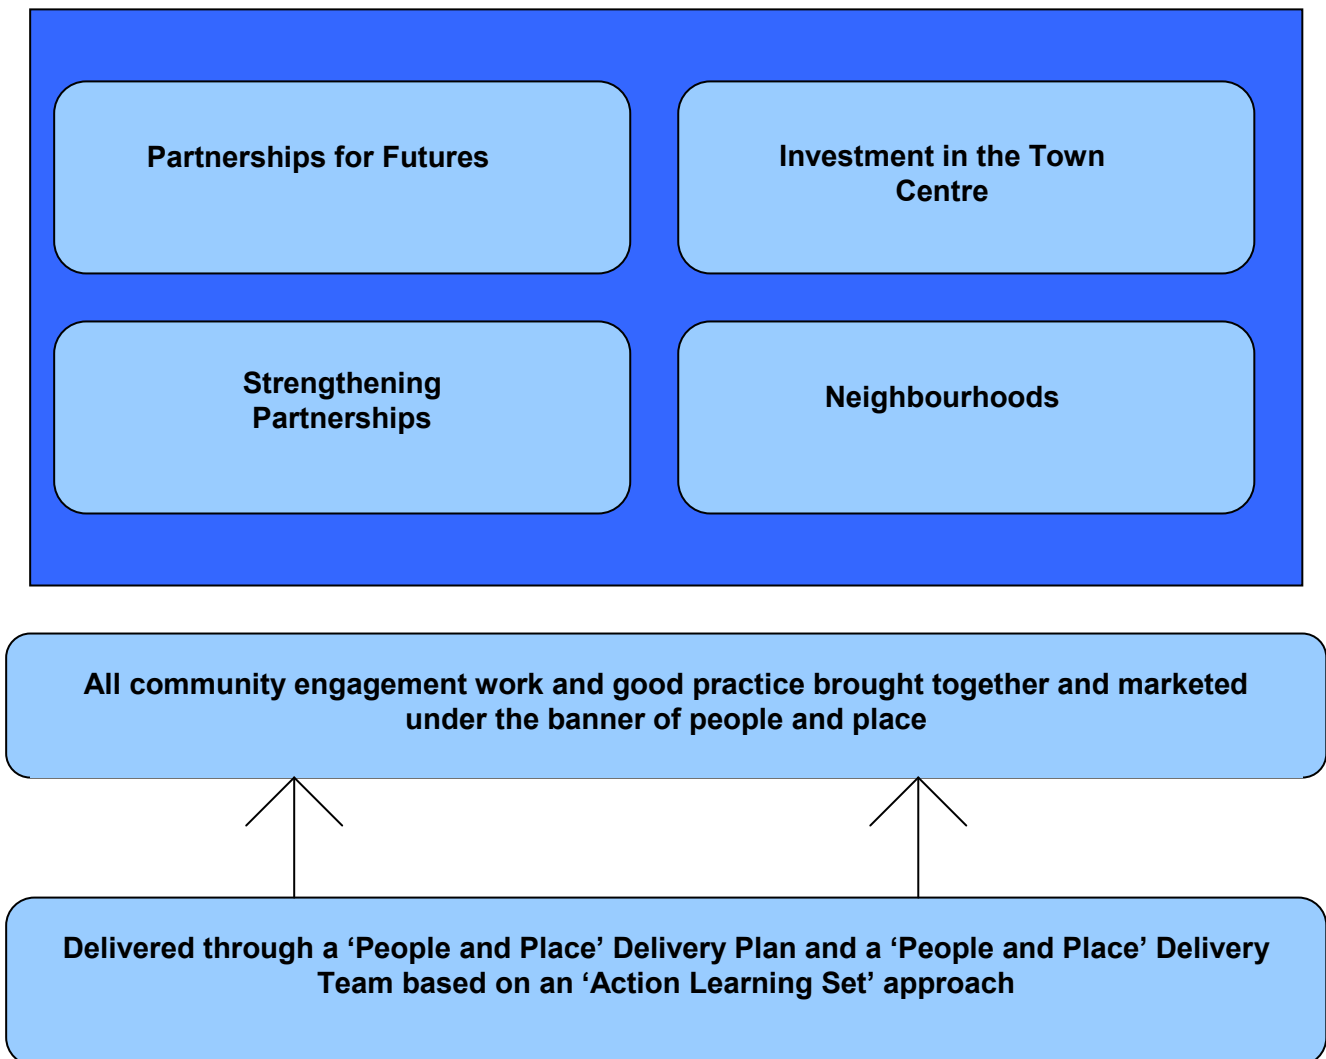 Partnerships for Futures
Investment in the Town
Centre
Strengthening
Partnerships
Neighbourhoods
All community engagement work and good practice brought together and marketed
under the banner of people and place
Delivered through a ‘People and Place’ Delivery Plan and a ‘People and Place’ Delivery
Team based on an ‘Action Learning Set’ approach